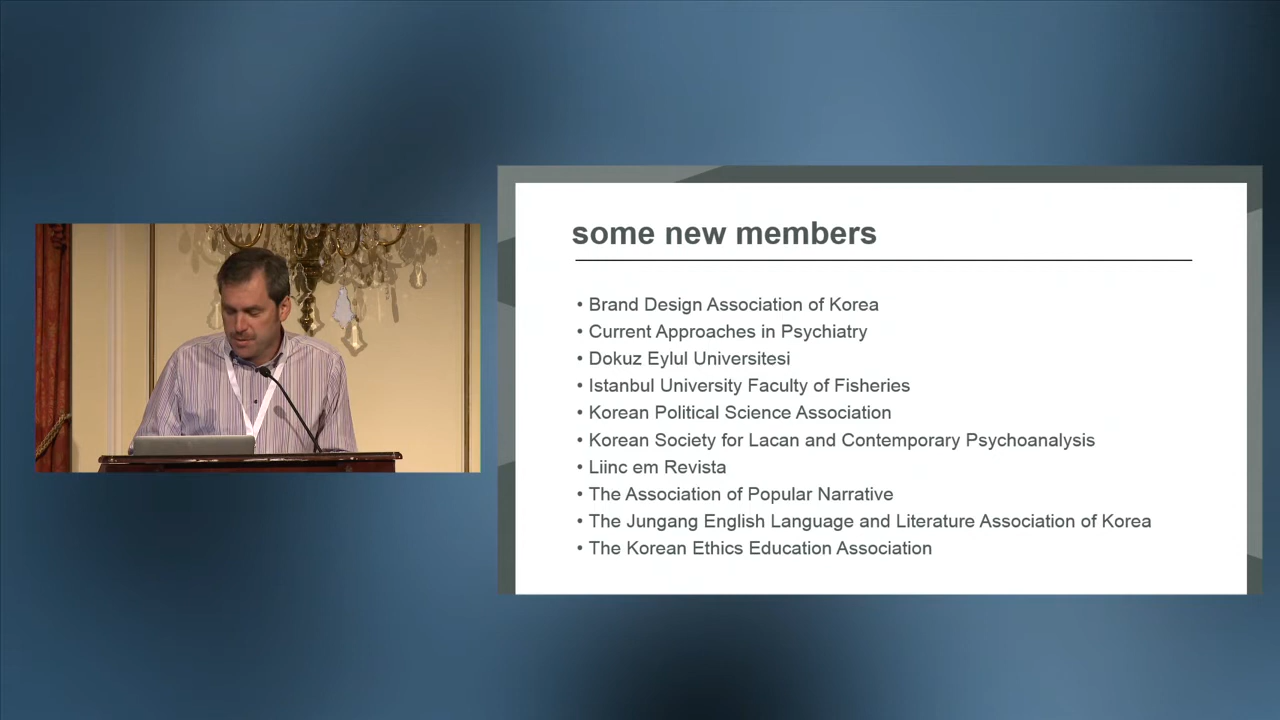 some new members
• Brand Design Association of Korea
• Current Approaches in Psychiatry
• Dokuz Eylul Universitesi
• Istanbul University Faculty of Fisheries
• Korean Political Science Association
• Korean Society for Lacan and Contemporary Psychoanalysis
• Liinc em Revista
• The Association of Popular Narrative
• The Jungang English Language and Literature Association of Korea
• The Korean Ethics Education Association